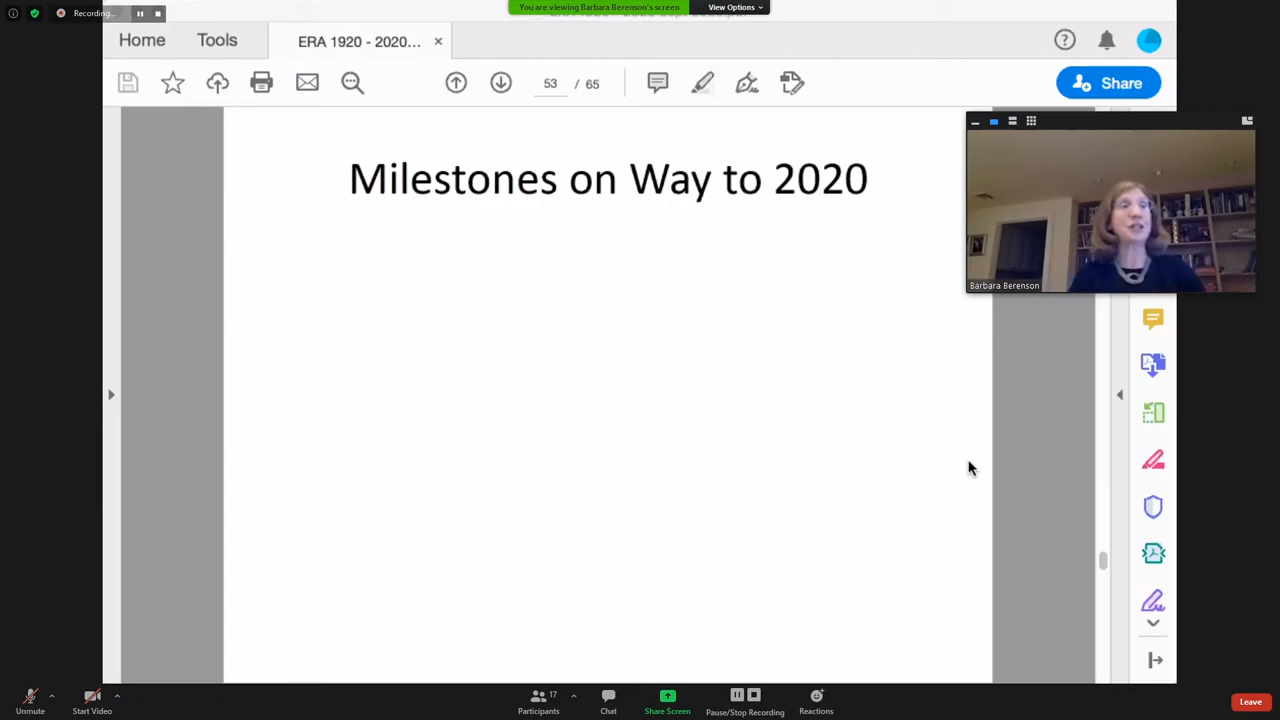 Recording...
You are viewing Barbara Berenson's screen
View Options
Home
Tools
ERA 1920 - 2020...
53 / 65
Share
Milestones on Way to 2020
Barbara Berenson
Unmute
Start Video
17
Participants
Chat
Share Screen
Pause/Stop Recording
Reactions
Leave